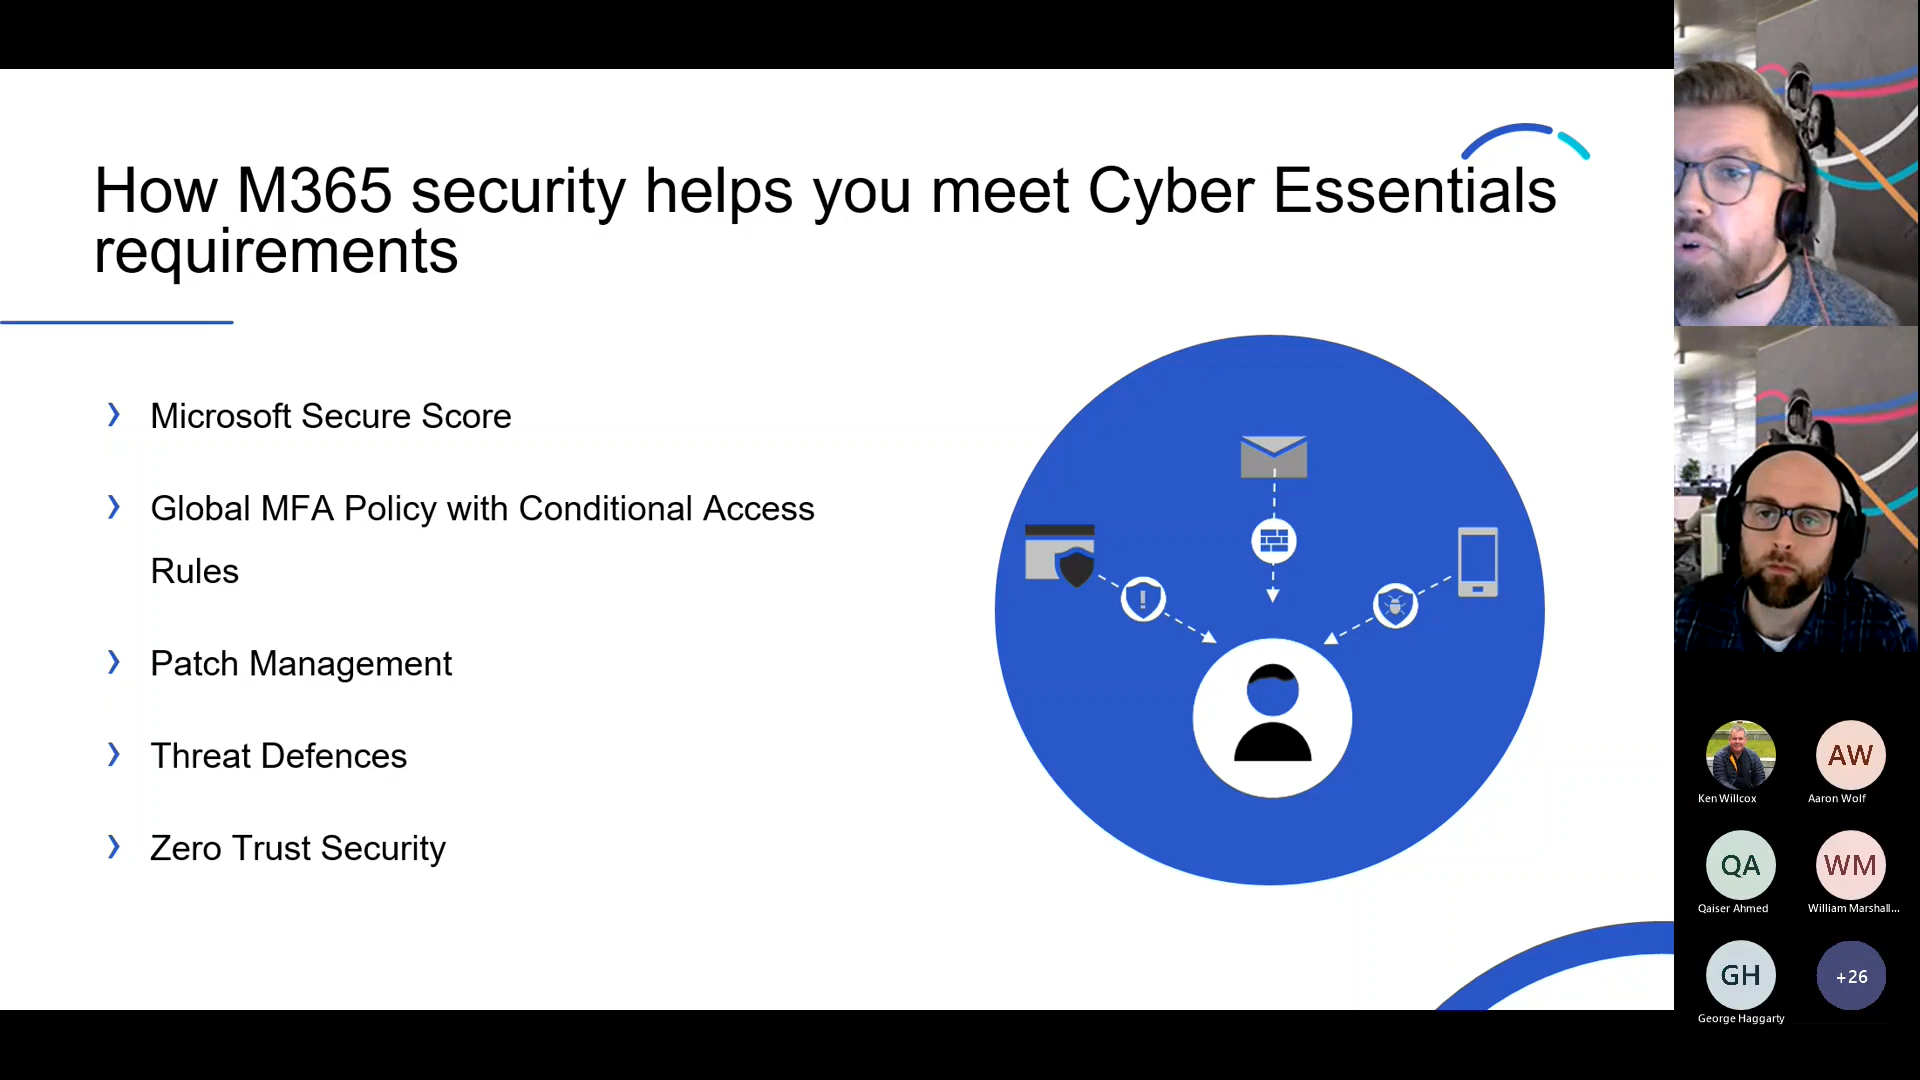 How M365 security helps you meet Cyber Essentials
requirements
Microsoft Secure Score
Global MFA Policy with Conditional Access
Rules
Patch Management
Threat Defences
Zero Trust Security
Ken Willcox
AW
Aaron Wolf
QA
Qaiser Ahmed
WM
William Marshall...
GH
George Haggarty
+26